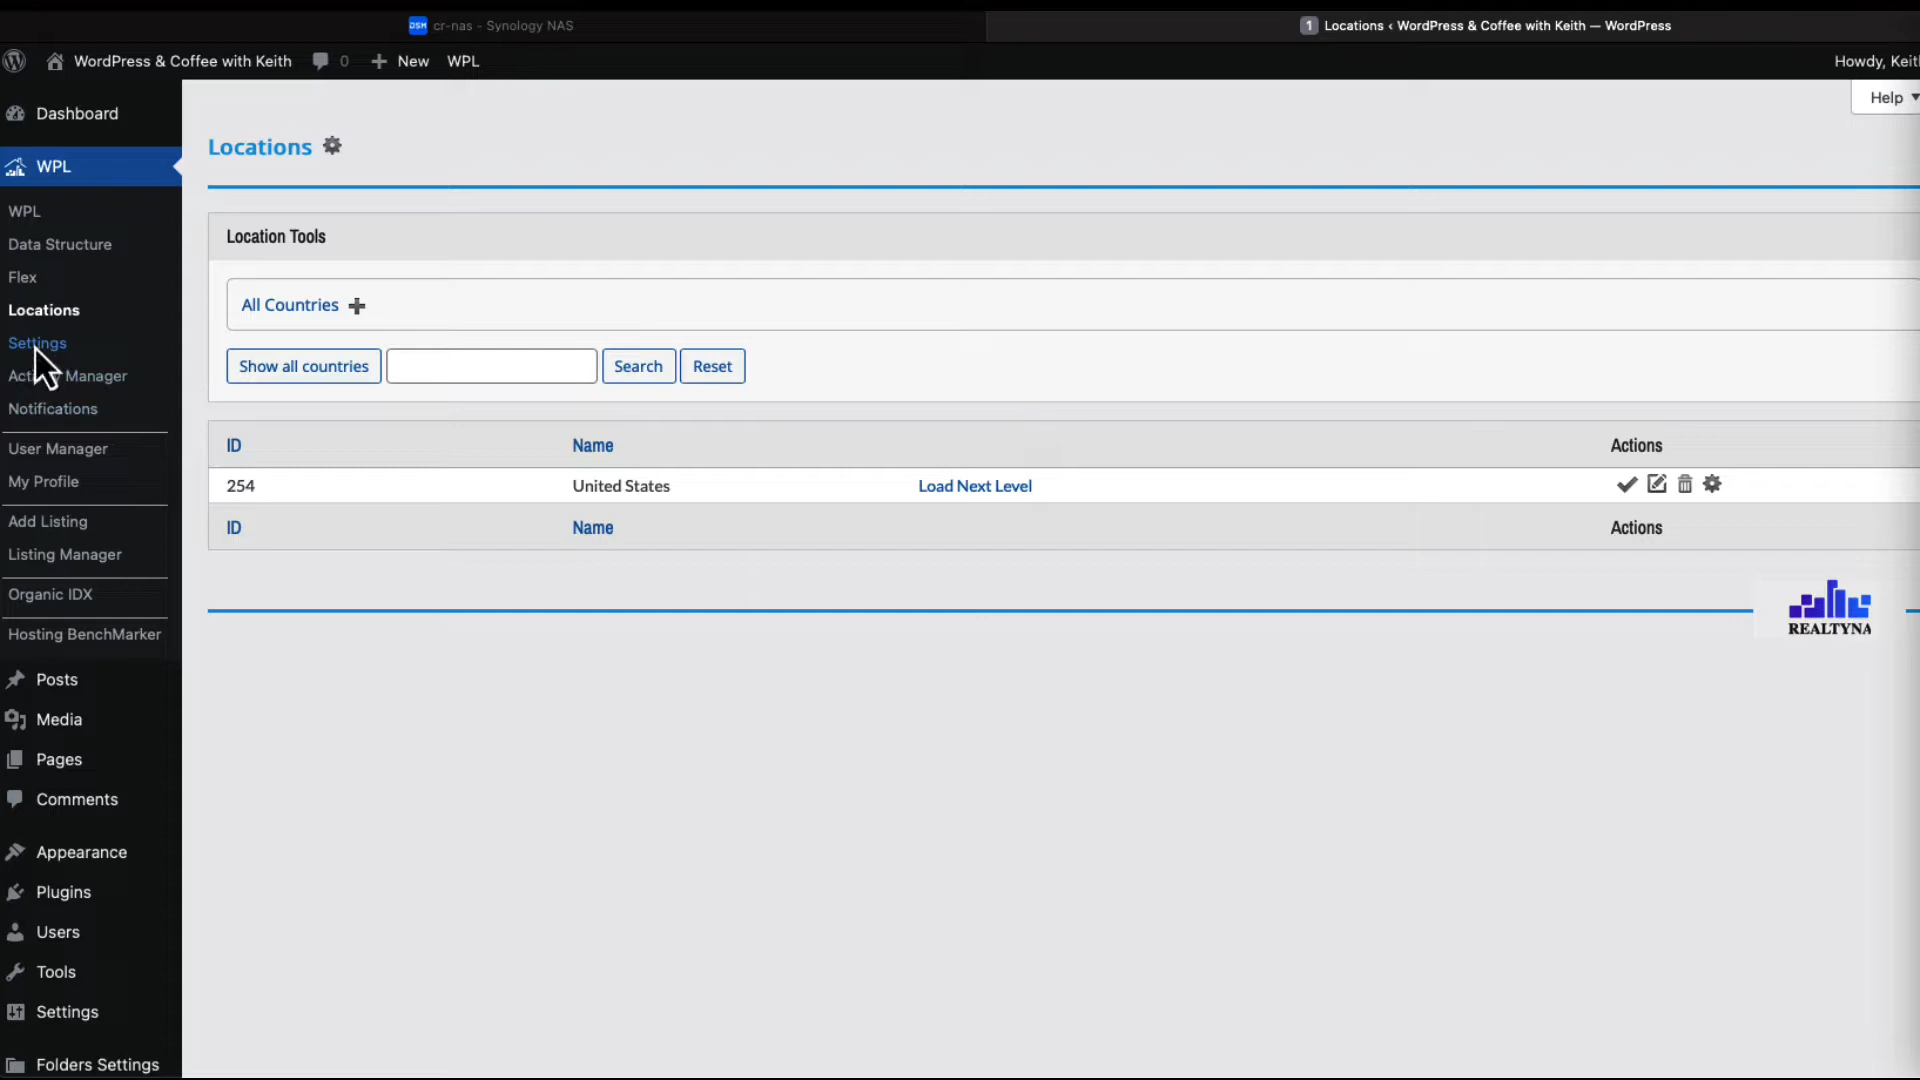 DSM cr-nas - Synology NAS
1 Locations ‹ WordPress & Coffee with Keith — WordPress
WordPress & Coffee with Keith 0 New WPL
Howdy, Keith
Help
Dashboard
WPL
WPL
Data Structure
Flex
Locations
Settings
Manager
Notifications
User Manager
My Profile
Add Listing
Listing Manager
Organic IDX
Hosting BenchMarker
Posts
Media
Pages
Comments
Appearance
Plugins
Users
Tools
Settings
Folders Settings
Locations
Location Tools
All Countries
Show all countries Search Reset
ID Name Actions
254 United States Load Next Level
ID Name Actions
REALTYNA